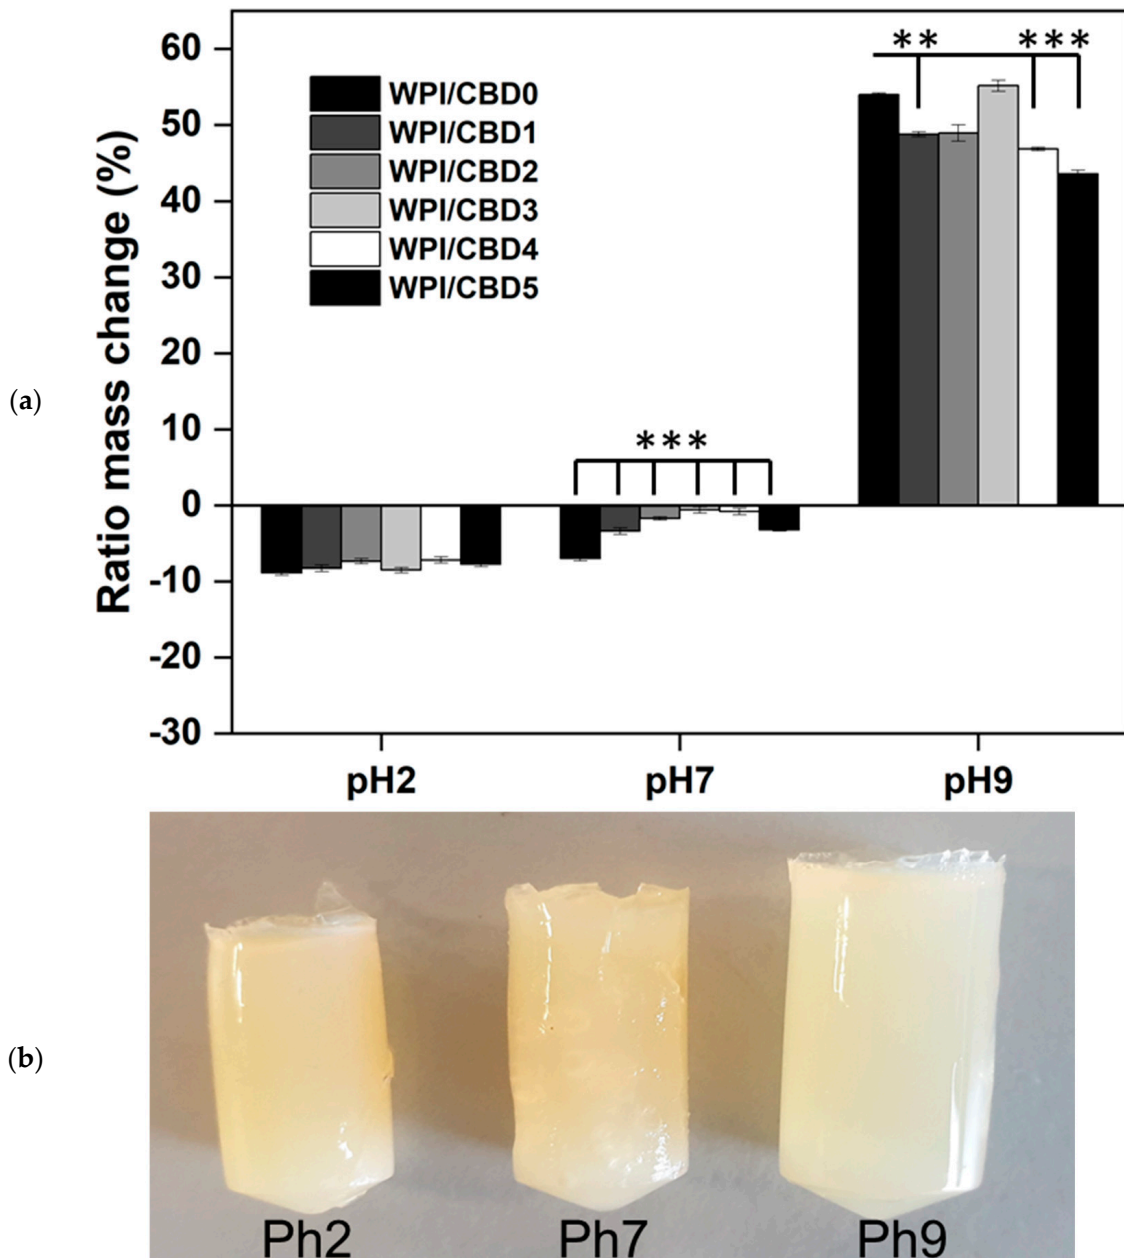 (a)
Ratio mass change (%)
60
50
40
30
20
10
0
-10
-20
-30
WPI/CBD0
WPI/CBD1
WPI/CBD2
WPI/CBD3
WPI/CBD4
WPI/CBD5
***
** ***
pH2 pH7 pH9
(b)
Ph2 Ph7 Ph9